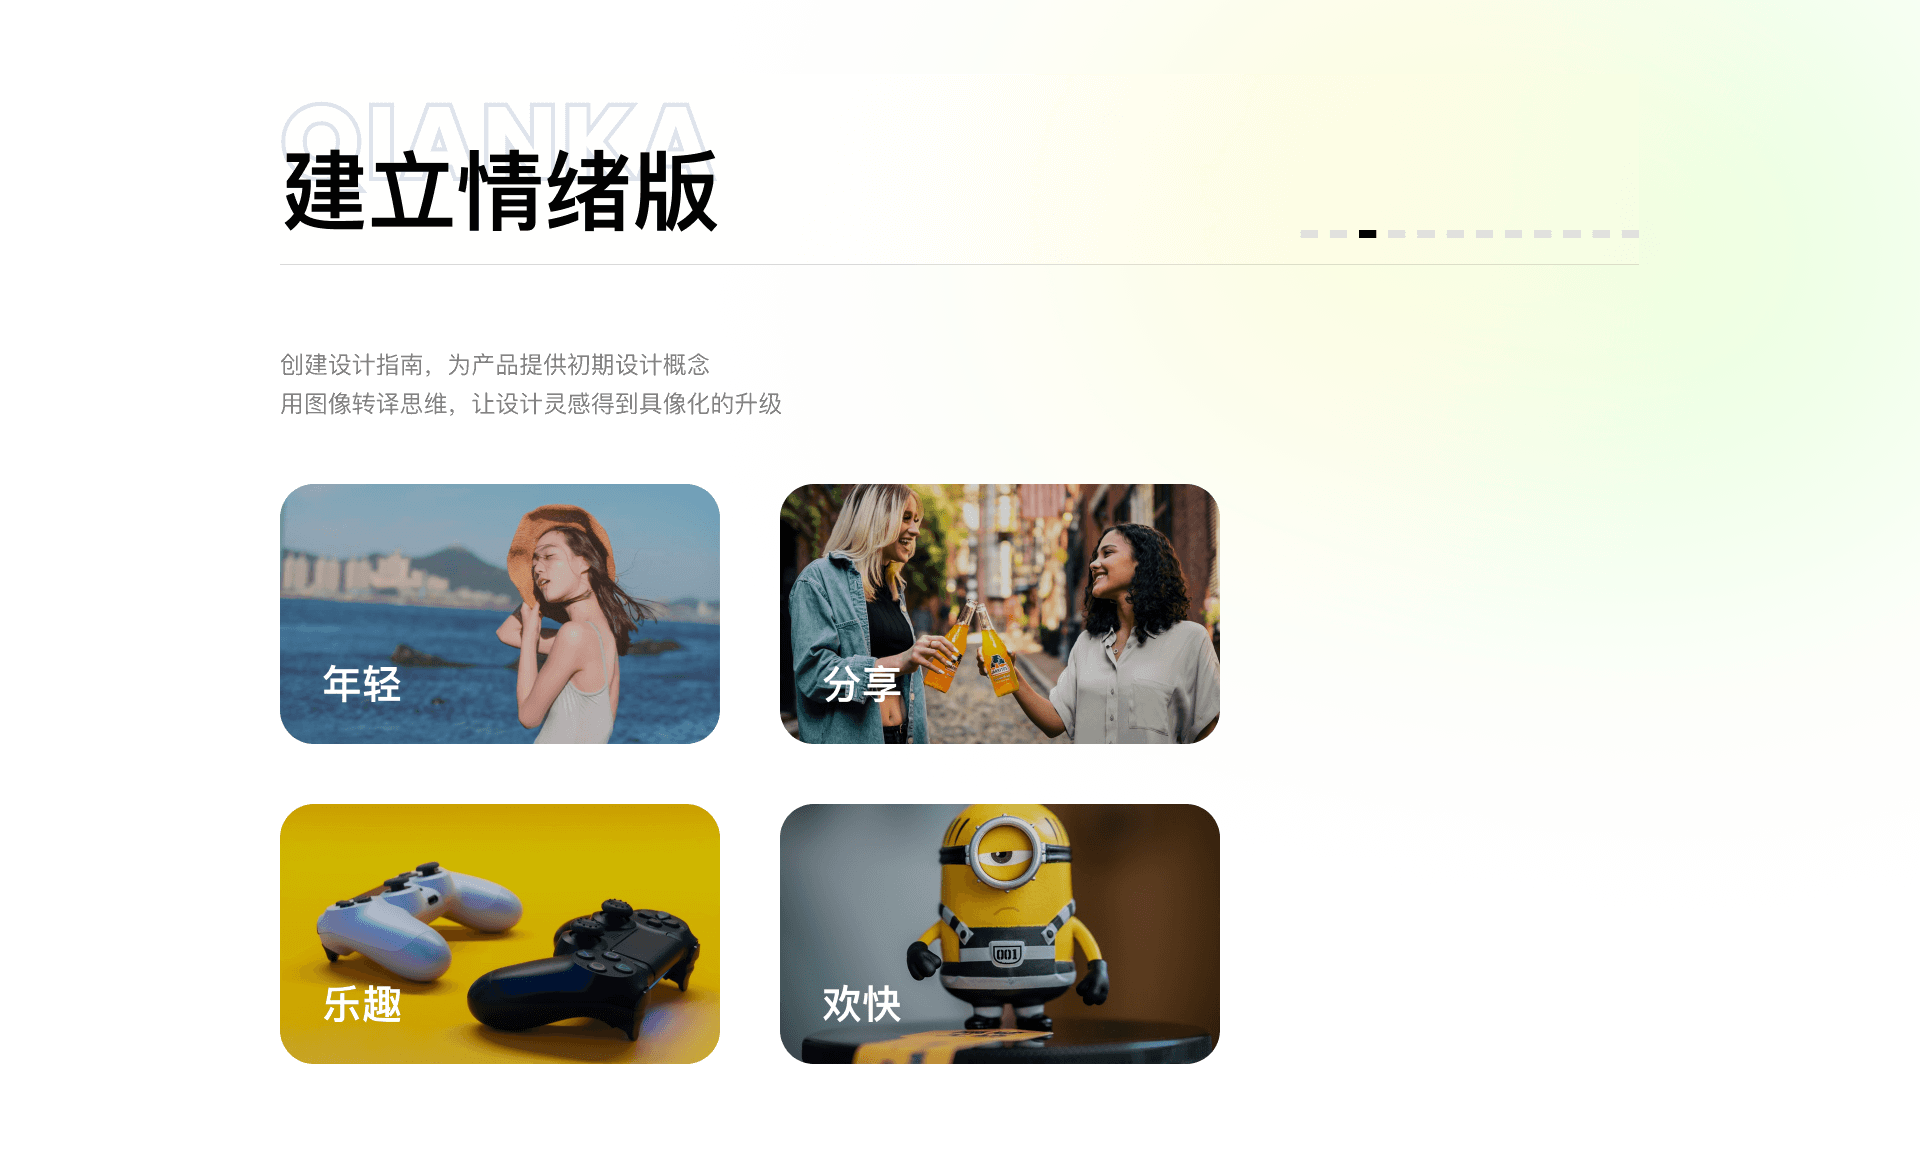 QIANKA
建立情绪版
创建设计指南，为产品提供初期设计概念
用图像转译思维，让设计灵感得到具像化的升级
年轻
分享
乐趣
欢快
001